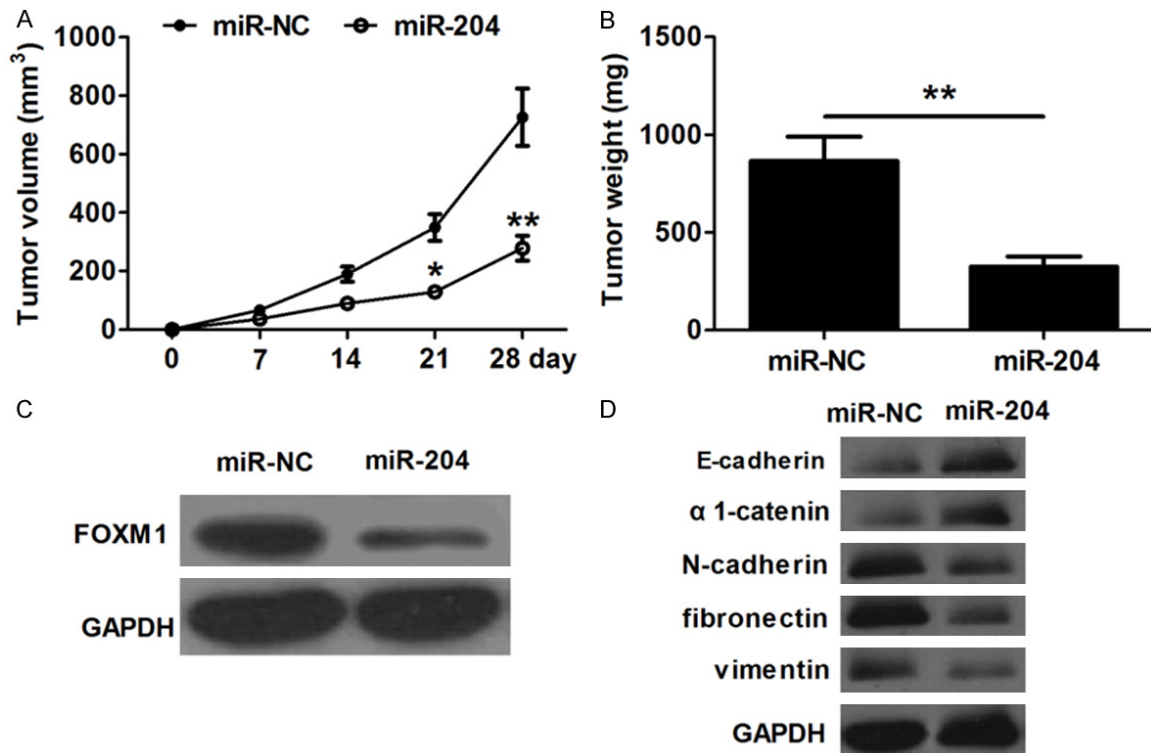 A
miR-NC miR-204
Tumor volume (mm³)
1000
800
600
400
200
0
**
*
0 7 14 21 28 day
B
Tumor weight (mg)
1500
1000
500
0
**
miR-NC miR-204
C
miR-NC miR-204
FOXM1
GAPDH
D
miR-NC miR-204
E-cadherin
α 1-catenin
N-cadherin
fibronectin
vimentin
GAPDH